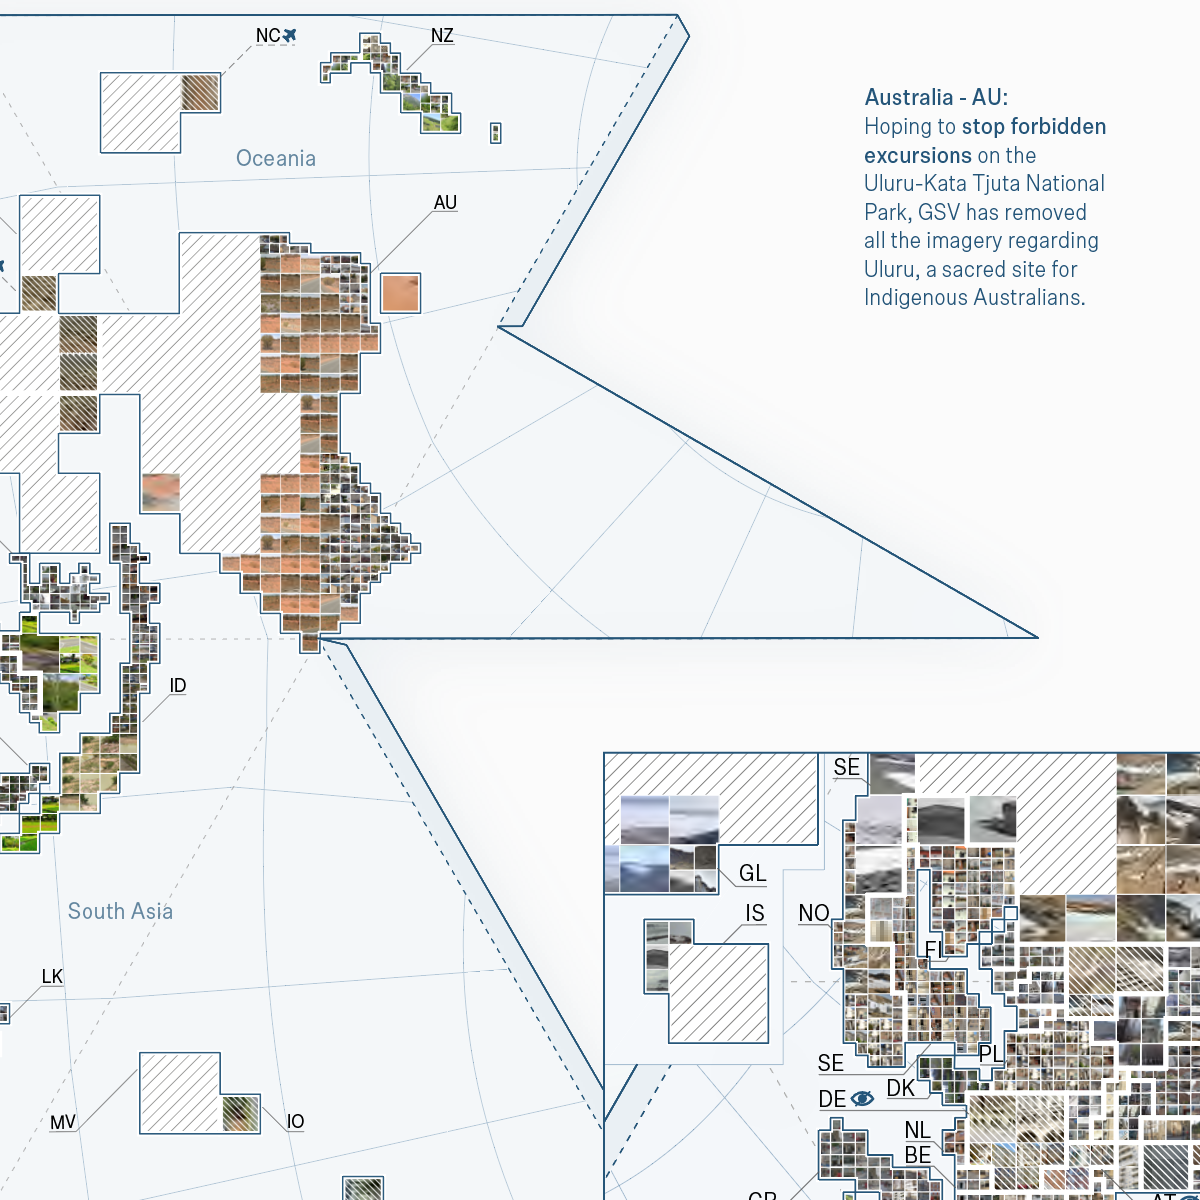 NC
NZ
Oceania
AU
Australia - AU:
Hoping to stop forbidden
excursions on the
Uluru-Kata Tjuta National
Park, GSV has removed
all the imagery regarding
Uluru, a sacred site for
Indigenous Australians.
ID
South Asia
LK
MV
IO
SE
GL
IS
NO
FI
SE
PL
DK
DE
NL
BE